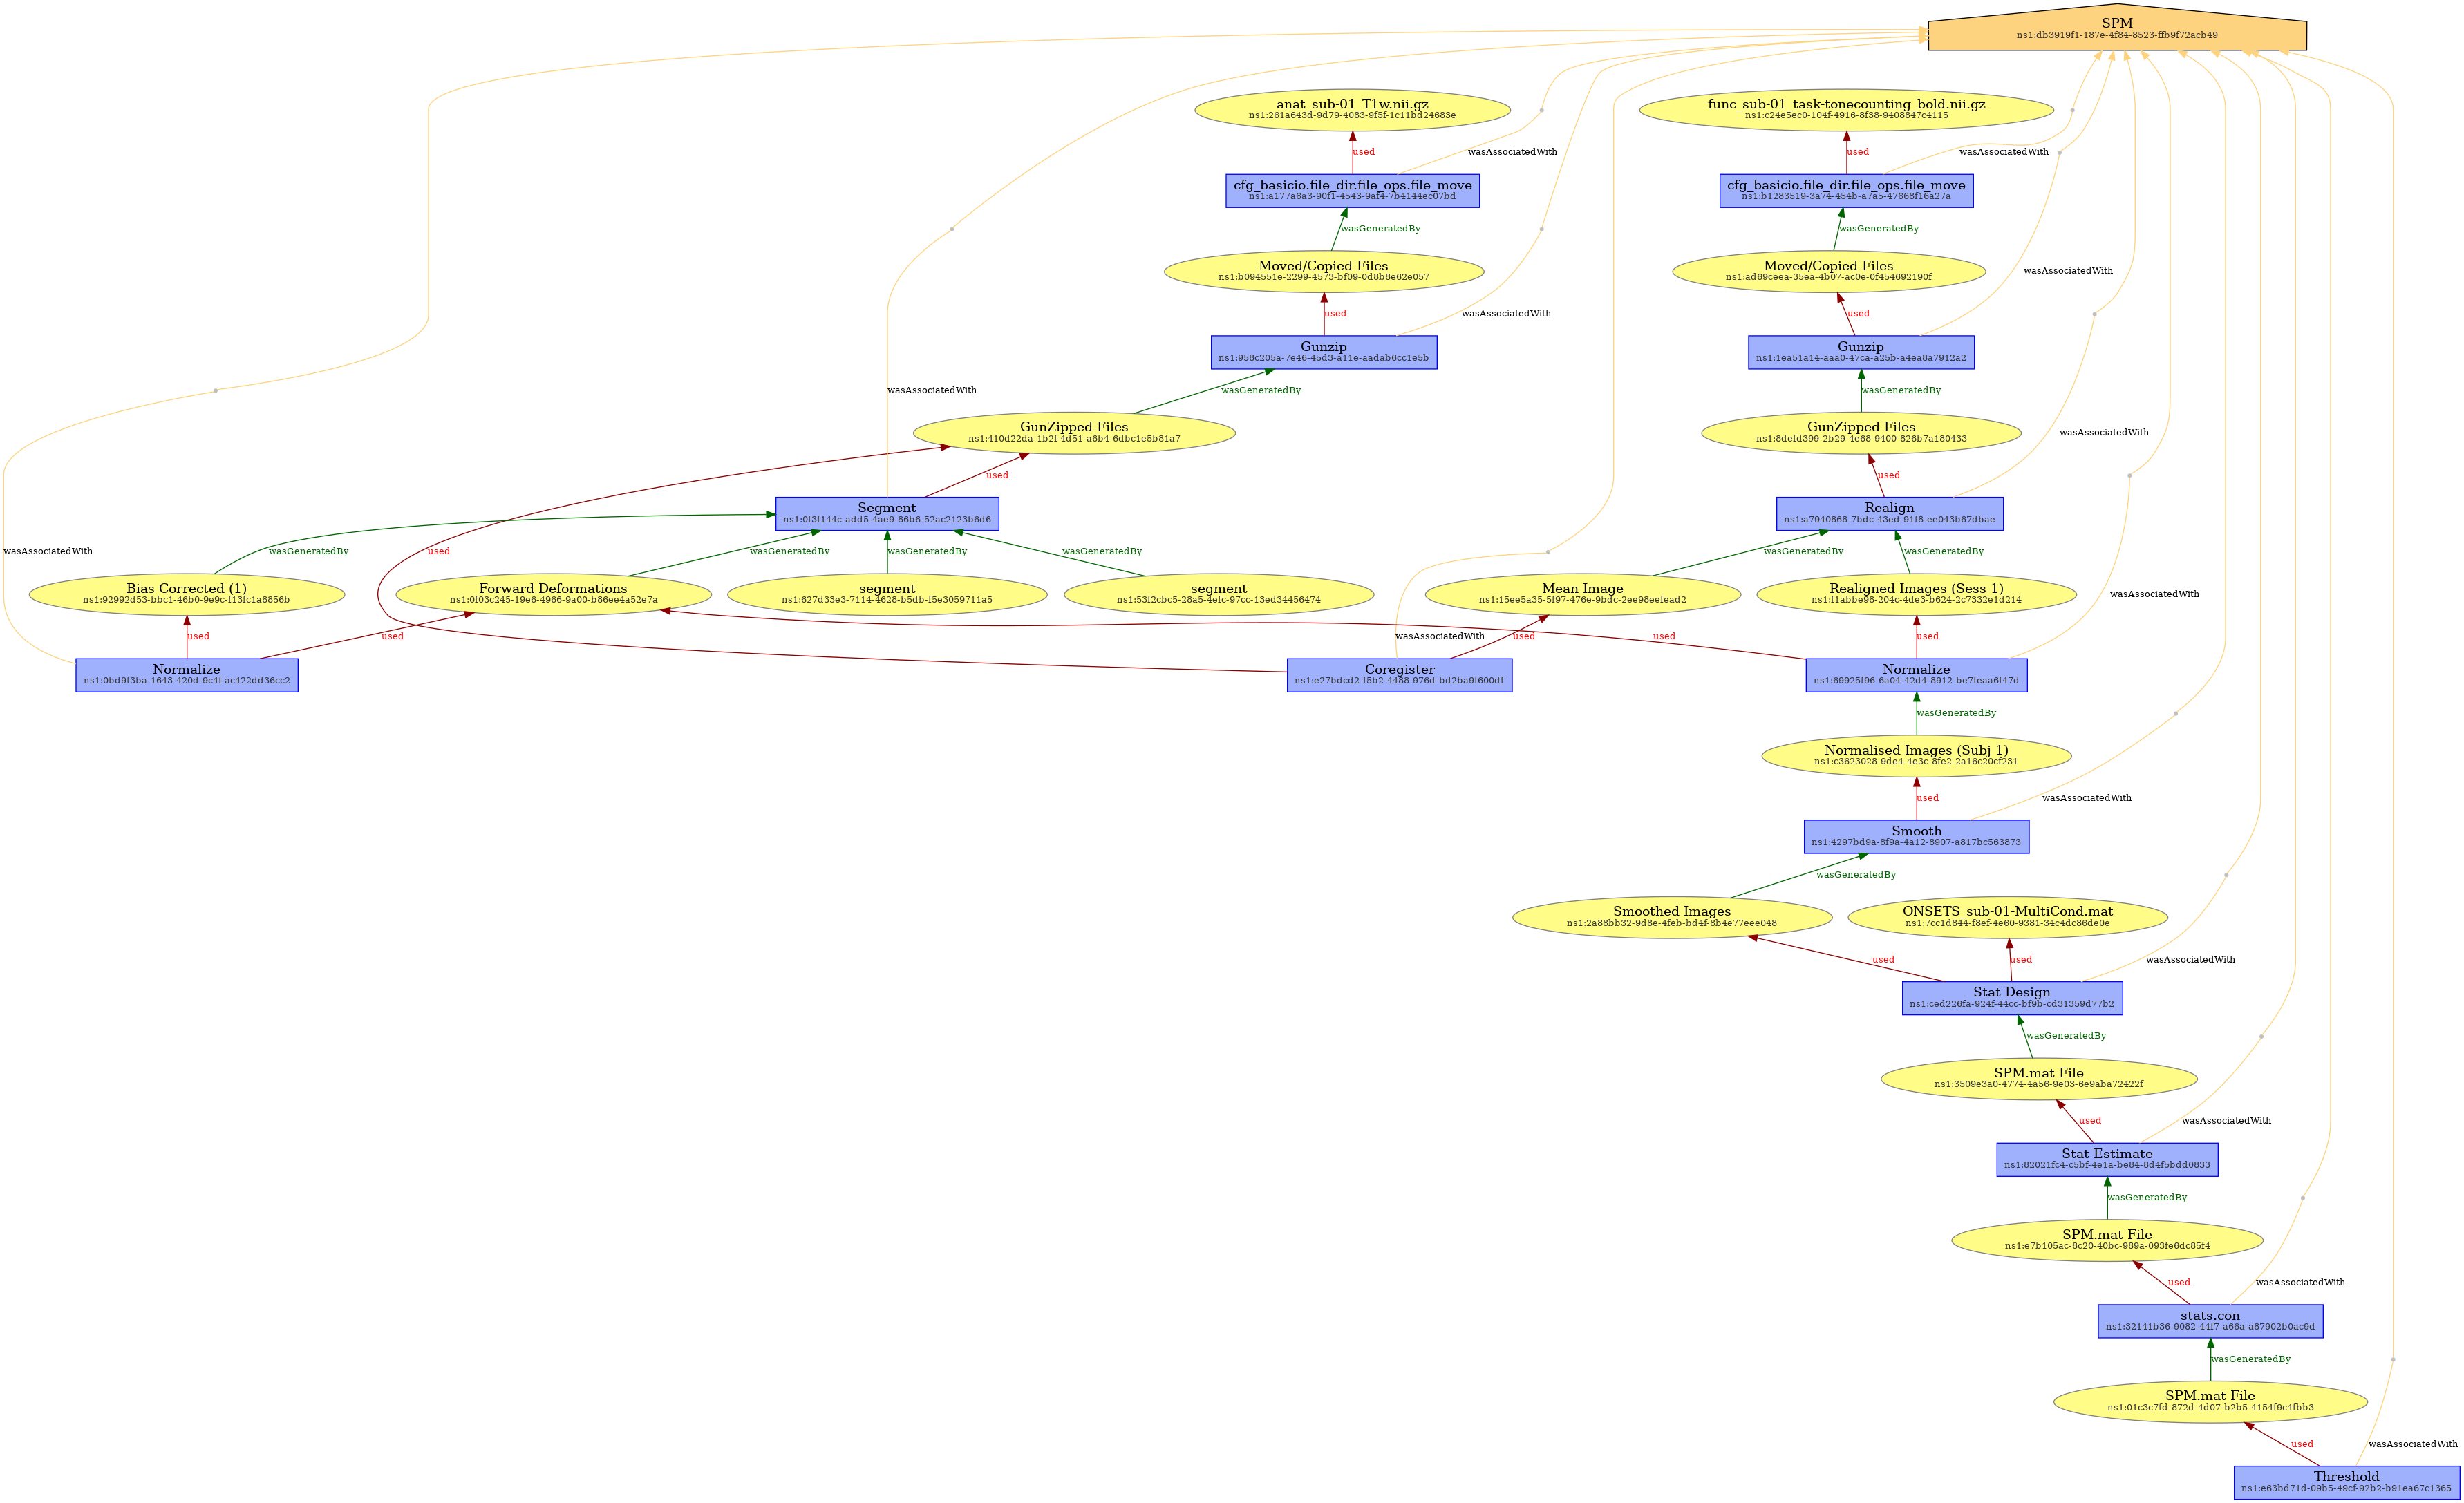 SPM
ns1:db3919f1-187e-4f84-8523-ffb9f72acb49
anat_sub-01_T1w.nii.gz
ns1:261a643d-9d79-4083-9f5f-1c11bd24683e
func_sub-01_task-tonecounting_bold.nii.gz
ns1:c24e5ec0-104f-4916-8f38-9408847c4115
used
wasAssociatedWith
used
wasAssociatedWith
cfg_basicio.file_dir.file_ops.file_move
ns1:a177a6a3-90f1-4543-9af4-7b4144ec07bd
cfg_basicio.file_dir.file_ops.file_move
ns1:b1283519-3a74-454b-a7a5-47668f16a27a
wasGeneratedBy
wasGeneratedBy
Moved/Copied Files
ns1:b094551e-2299-4573-bf09-0d8b8e62e057
Moved/Copied Files
ns1:ad69ceea-35ea-4b07-ac0e-0f454692190f
wasAssociatedWith
used
wasAssociatedWith
used
Gunzip
ns1:958c205a-7e46-45d3-a11e-aadab6cc1e5b
Gunzip
ns1:1ea51a14-aaa0-47ca-a25b-a4ea8a7912a2
wasAssociatedWith
wasGeneratedBy
wasGeneratedBy
GunZipped Files
ns1:410d22da-1b2f-4d51-a6b4-6dbc1e5b81a7
GunZipped Files
ns1:8defd399-2b29-4e68-9400-826b7a180433
wasAssociatedWith
used
used
Segment
ns1:0f3f144c-add5-4ae9-86b6-52ac2123b6d6
Realign
ns1:a7940868-7bdc-43ed-91f8-ee043b67dbae
wasAssociatedWith
wasGeneratedBy
used
wasGeneratedBy
wasGeneratedBy
wasGeneratedBy
wasGeneratedBy
wasGeneratedBy
Bias Corrected (1)
ns1:92992d53-bbc1-46b0-9e9c-f13fc1a8856b
Forward Deformations
ns1:0f03c245-19e6-4966-9a00-b86ee4a52e7a
segment
ns1:627d33e3-7114-4628-b5db-f5e3059711a5
segment
ns1:53f2cbc5-28a5-4efc-97cc-13ed34456474
Mean Image
ns1:15ee5a35-5f97-476e-9bdc-2ee98eefead2
Realigned Images (Sess 1)
ns1:f1abbe98-204c-4de3-b624-2c7332e1d214
wasAssociatedWith
used
used
wasAssociatedWith
used
used
used
Normalize
ns1:0bd9f3ba-1643-420d-9c4f-ac422dd36cc2
Coregister
ns1:e27bdcd2-f5b2-4488-976d-bd2ba9f600df
Normalize
ns1:69925f96-6a04-42d4-8912-be7feaa6f47d
wasGeneratedBy
Normalised Images (Subj 1)
ns1:c3623028-9de4-4e3c-8fe2-2a16c20cf231
used
wasAssociatedWith
Smooth
ns1:4297bd9a-8f9a-4a12-8907-a817bc563873
wasGeneratedBy
Smoothed Images
ns1:2a88bb32-9d8e-4feb-bd4f-8b4e77eee048
ONSETS_sub-01-MultiCond.mat
ns1:7cc1d844-f8ef-4e60-9381-34c4dc86de0e
used
used
wasAssociatedWith
Stat Design
ns1:ced226fa-924f-44cc-bf9b-cd31359d77b2
wasGeneratedBy
SPM.mat File
ns1:3509e3a0-4774-4a56-9e03-6e9aba72422f
used
wasAssociatedWith
Stat Estimate
ns1:82021fc4-c5bf-4e1a-be84-8d4f5bdd0833
wasGeneratedBy
SPM.mat File
ns1:e7b105ac-8c20-40bc-989a-093fe6dc85f4
used
wasAssociatedWith
stats.con
ns1:32141b36-9082-44f7-a66a-a87902b0ac9d
wasGeneratedBy
SPM.mat File
ns1:01c3c7fd-872d-4d07-b2b5-4154f9c4fbb3
used
wasAssociatedWith
Threshold
ns1:e63bd71d-09b5-49cf-92b2-b91ea67c1365